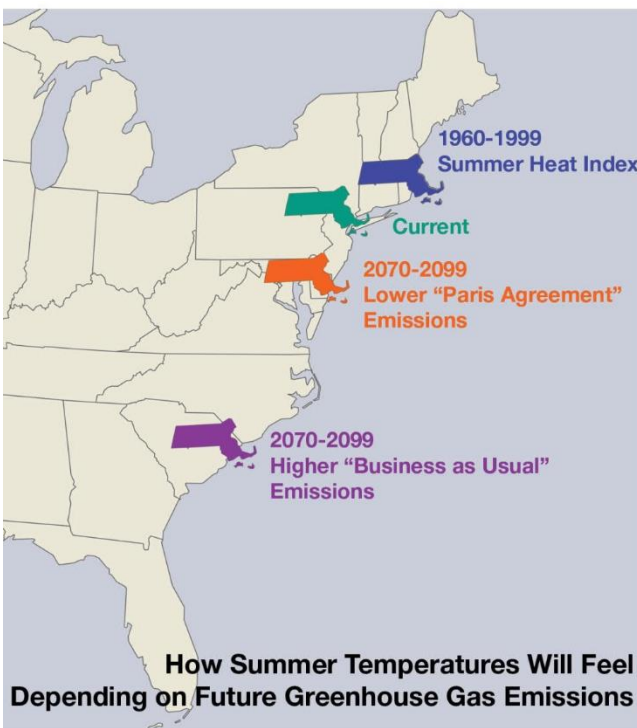 1960-1999
Summer Heat Index
Current
2070-2099
Lower “Paris Agreement”
Emissions
2070-2099
Higher “Business as Usual”
Emissions
How Summer Temperatures Will Feel
Depending on Future Greenhouse Gas Emissions